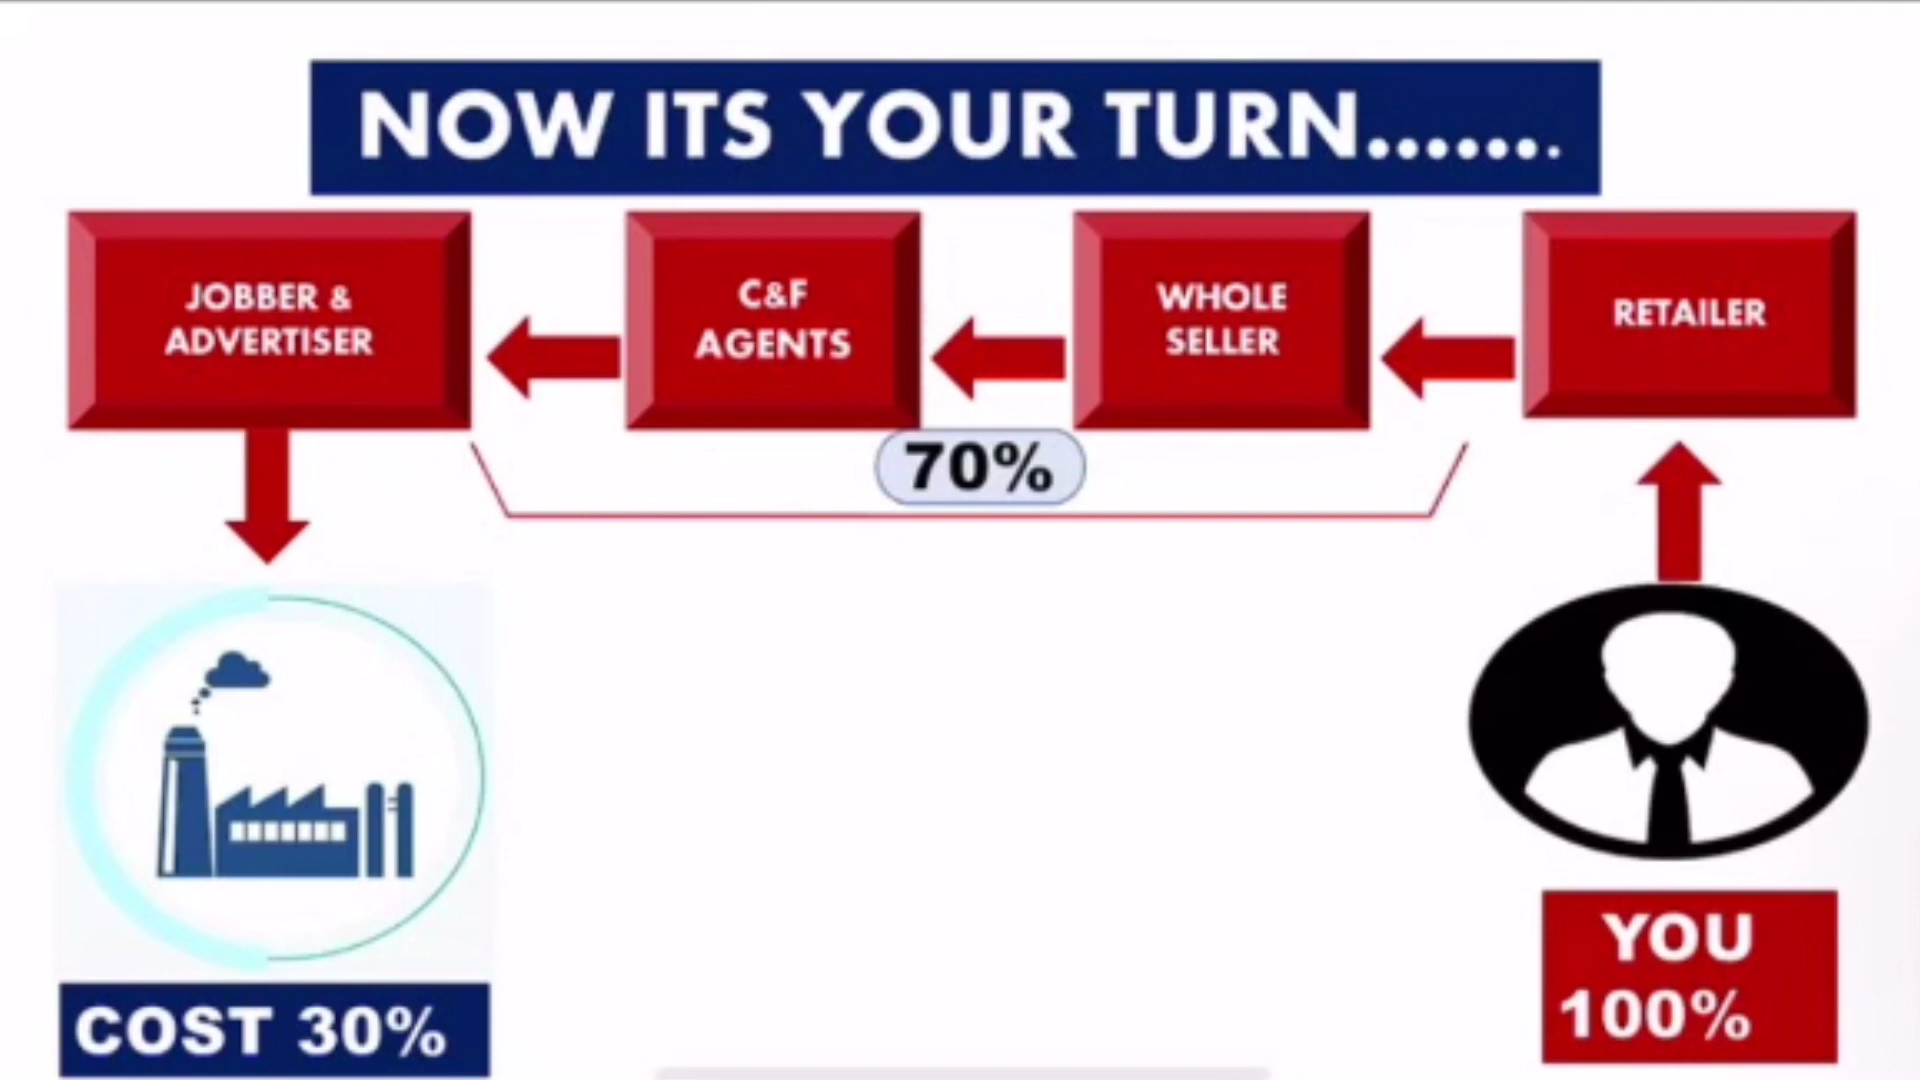 NOW ITS YOUR TURN.......
JOBBER &
ADVERTISER
C&F
AGENTS
WHOLE
SELLER
RETAILER
70%
COST 30%
YOU
100%